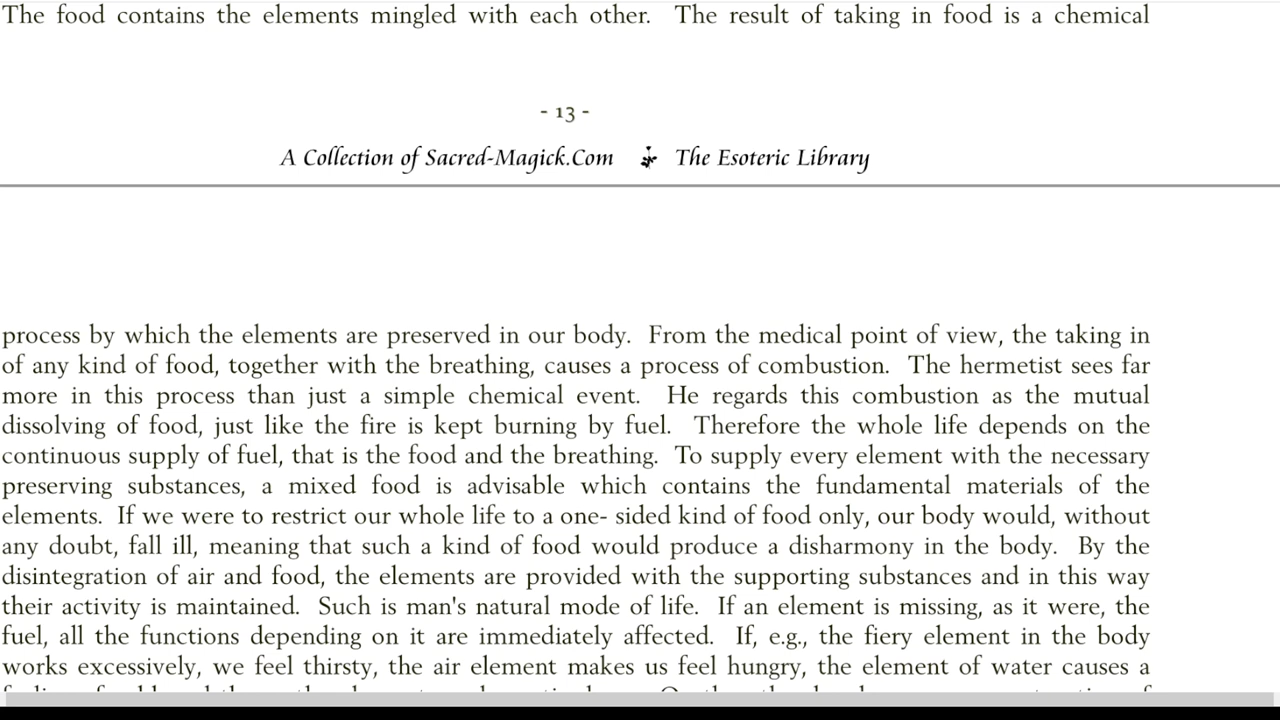 The food contains the elements mingled with each other. The result of taking in food is a chemical
- 13 -
A Collection of Sacred-Magick.Com The Esoteric Library
process by which the elements are preserved in our body. From the medical point of view, the taking in
of any kind of food, together with the breathing, causes a process of combustion. The hermetist sees far
more in this process than just a simple chemical event. He regards this combustion as the mutual
dissolving of food, just like the fire is kept burning by fuel. Therefore the whole life depends on the
continuous supply of fuel, that is the food and the breathing. To supply every element with the necessary
preserving substances, a mixed food is advisable which contains the fundamental materials of the
elements. If we were to restrict our whole life to a one- sided kind of food only, our body would, without
any doubt, fall ill, meaning that such a kind of food would produce a disharmony in the body. By the
disintegration of air and food, the elements are provided with the supporting substances and in this way
their activity is maintained. Such is man's natural mode of life. If an element is missing, as it were, the
fuel, all the functions depending on it are immediately affected. If, e.g., the fiery element in the body
works excessively, we feel thirsty, the air element makes us feel hungry, the element of water causes a